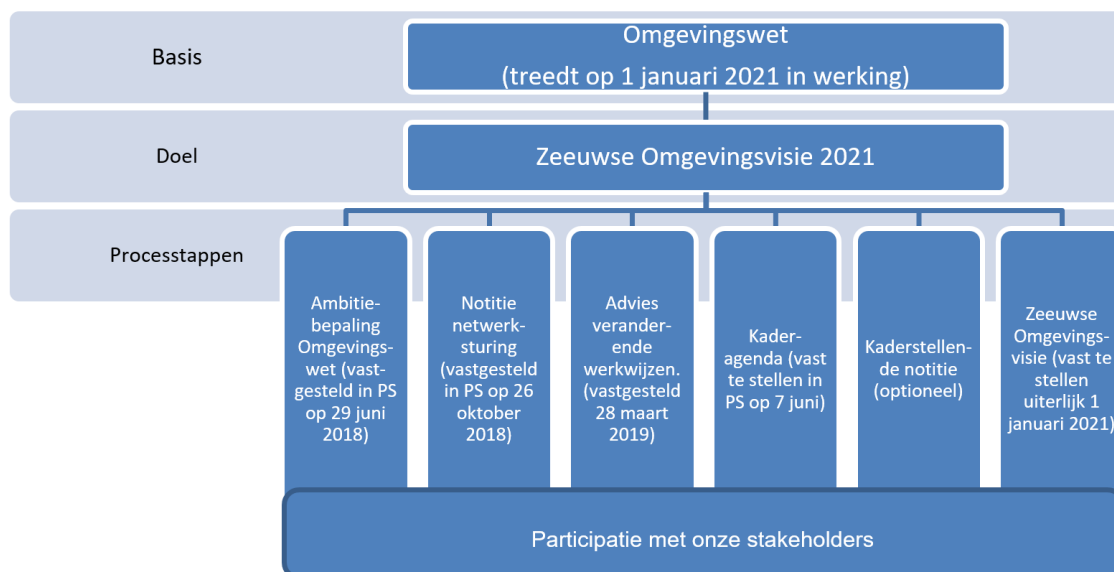 Basis
Omgevingswet
(treedt op 1 januari 2021 in werking)
Doel
Zeeuwse Omgevingsvisie 2021
Processtappen
Ambitie-
bepaling
Omgevings-
wet (vast-
gesteld in PS
op 29 juni
2018)
Notitie
netwerk-
sturing
(vastgesteld
in PS op 26
oktober
2018)
Advies
verander-
ende
werkwijzen.
(vastgesteld
28 maart
2019)
Kader-
agenda (vast
te stellen in
PS op 7 juni)
Kaderstellen-
de notitie
(optioneel)
Zeeuwse
Omgevings-
visie (vast te
stellen
uiterlijk 1
januari 2021)
Participatie met onze stakeholders